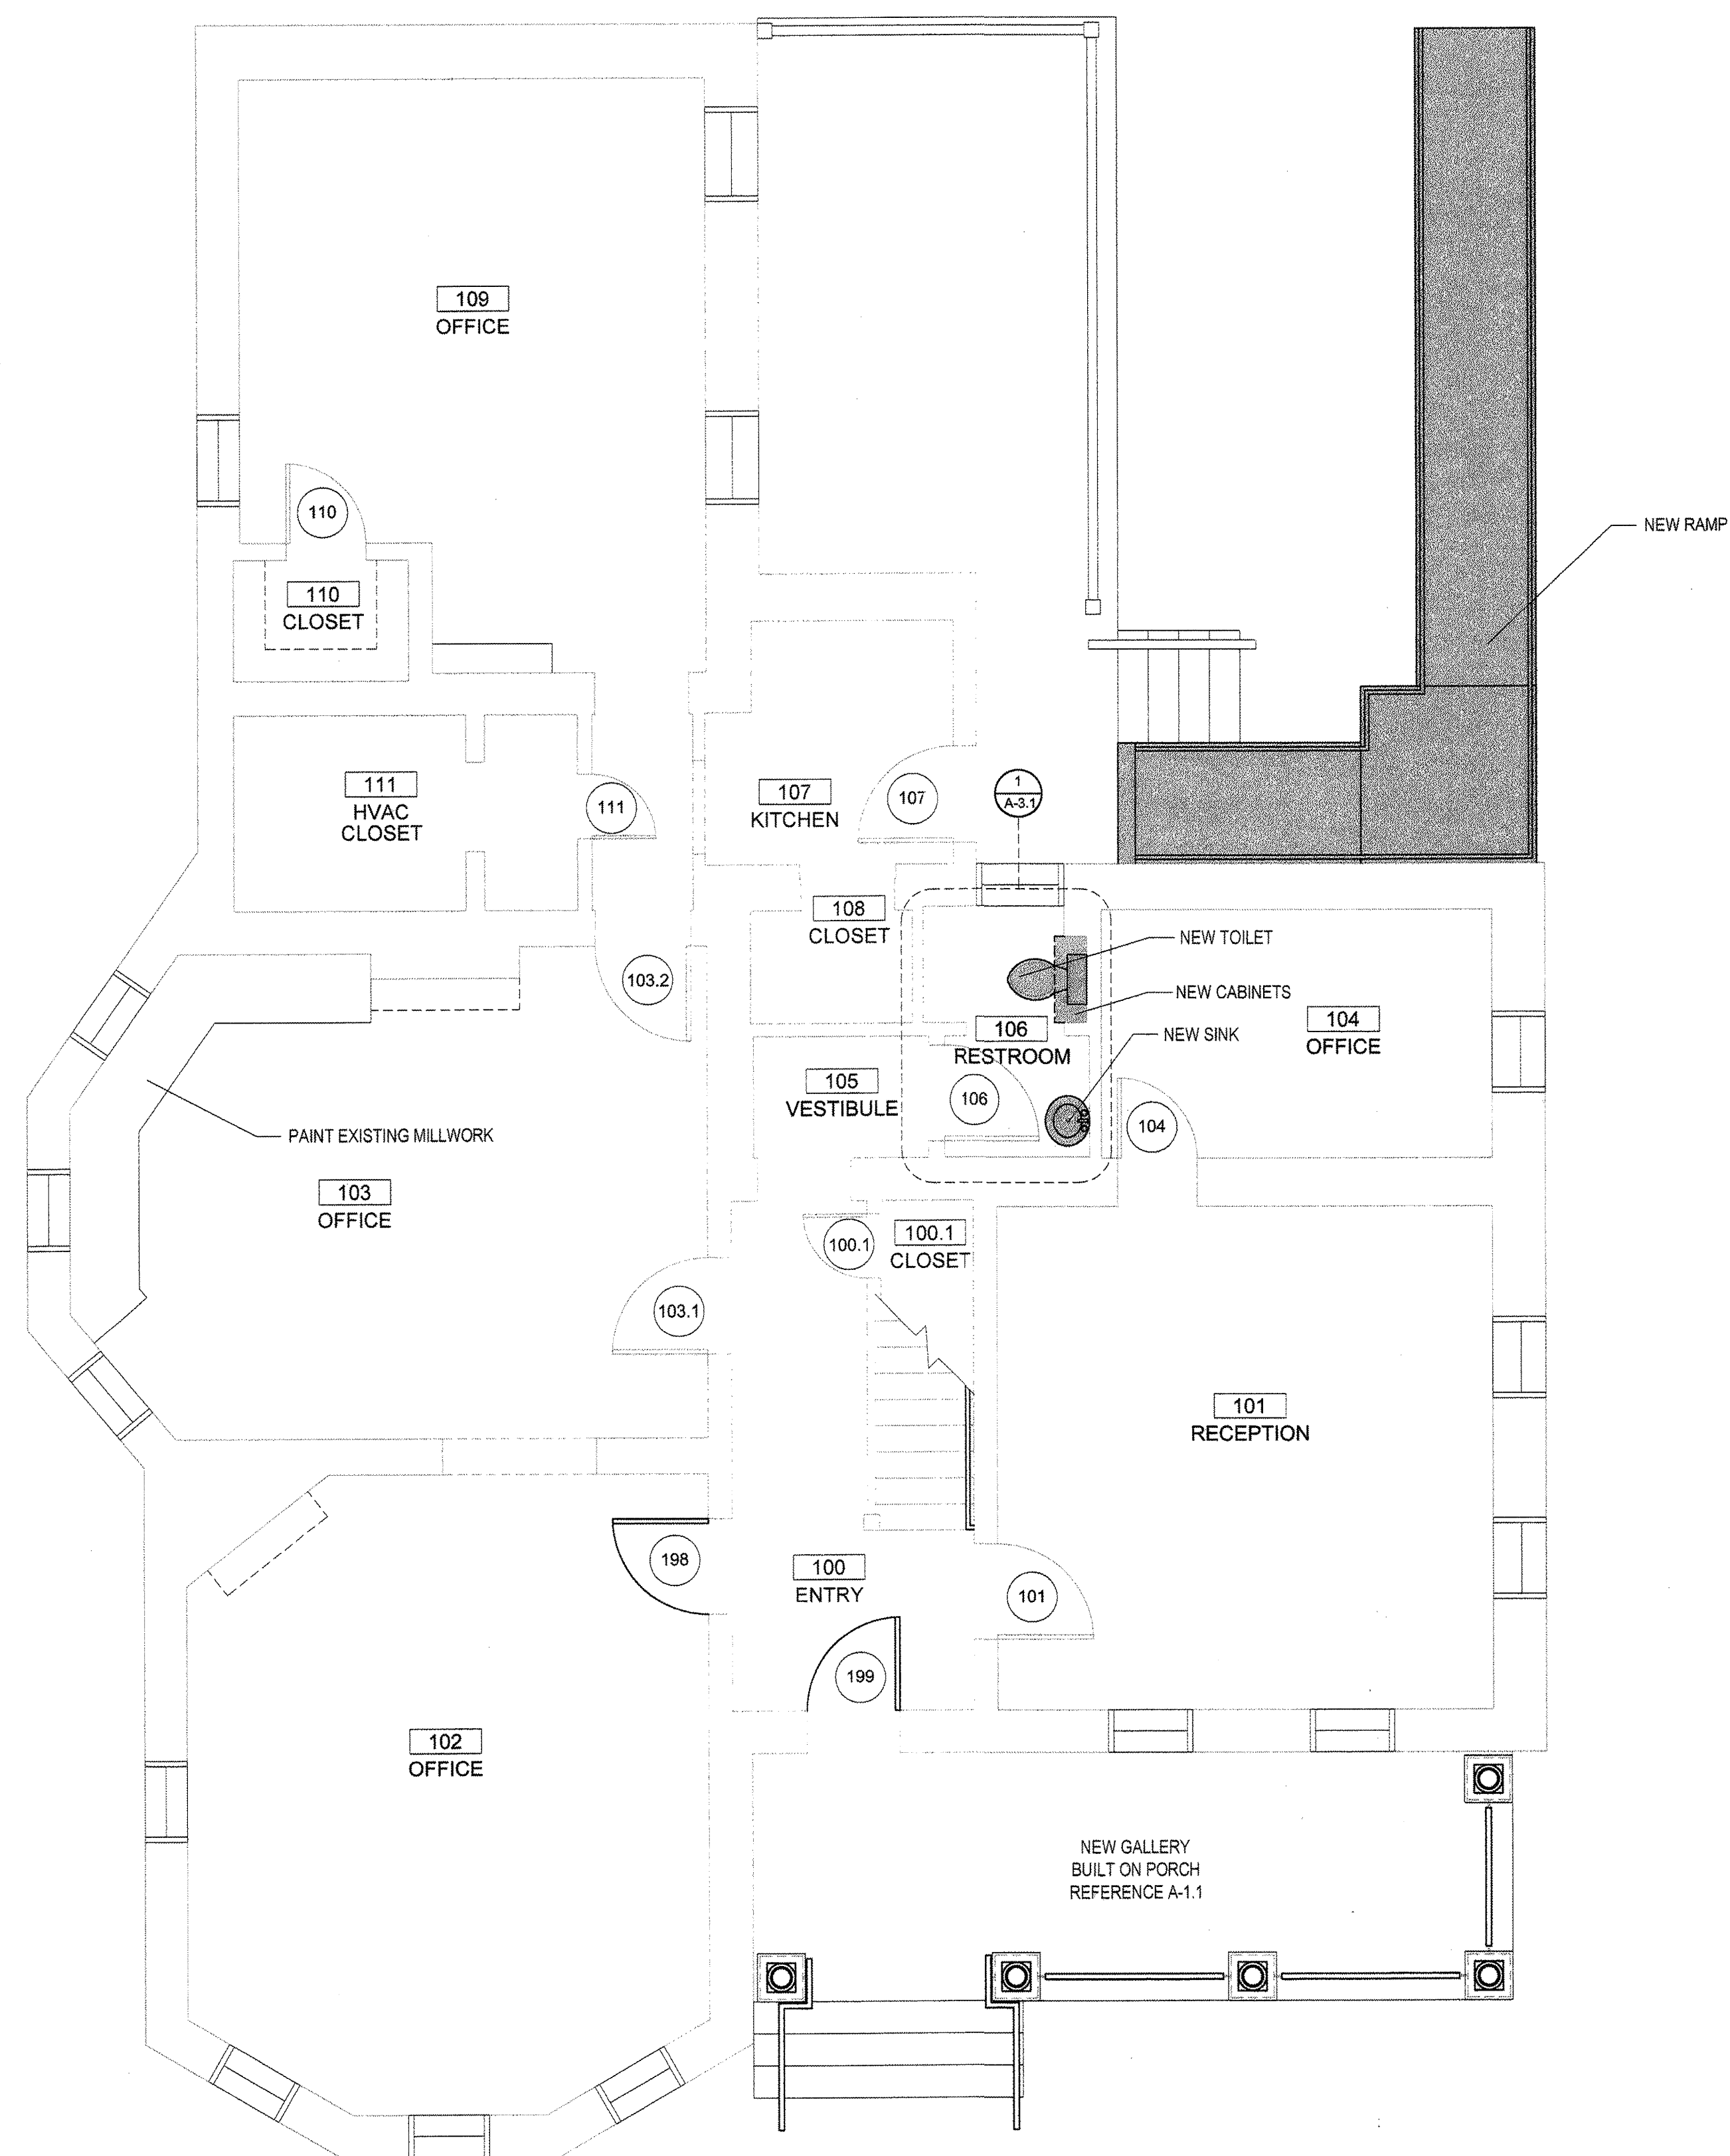 109
OFFICE
110
NEW RAMP
110
CLOSET
111
HVAC
CLOSET
111
107
KITCHEN
107
1
A-3.1
108
CLOSET
NEW TOILET
103.2
NEW CABINETS
106
RESTROOM
NEW SINK
104
OFFICE
105
VESTIBULE
106
104
PAINT EXISTING MILLWORK
103
OFFICE
100.1
100.1
CLOSET
103.1
101
RECEPTION
198
100
ENTRY
101
199
102
OFFICE
NEW GALLERY
BUILT ON PORCH
REFERENCE A-1.1